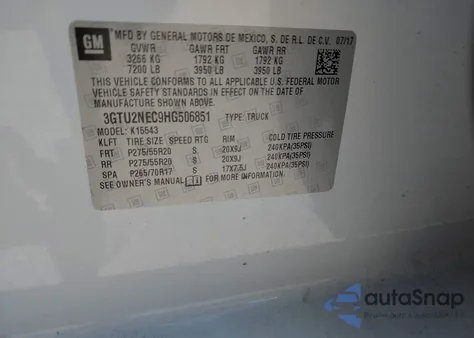 GM
MFD BY GENERAL MOTORS DE MEXICO, S. DE R.L. DE C.V. 07/17
GVWR GAWR FRT GAWR RR
3266 KG 1792 KG 1792 KG
7200 LB 3950 LB 3950 LB
THIS VEHICLE CONFORMS TO ALL APPLICABLE U.S. FEDERAL MOTOR
VEHICLE SAFETY STANDARDS IN EFFECT ON THE DATE OF
MANUFACTURE SHOWN ABOVE.
3GTU2NEC9HG506851 TYPE: TRUCK
MODEL: K15543
KLFT TIRE SIZE SPEED RTG RIM COLD TIRE PRESSURE
FRT P275/55R20 S 20X9J 240KPA(35PSI)
RR P275/55R20 S 20X9J 240KPA(35PSI)
SPA P265/70R17 S 17X7.5J 240KPA(35PSI)
SEE OWNER'S MANUAL FOR MORE INFORMATION.
autoSnap